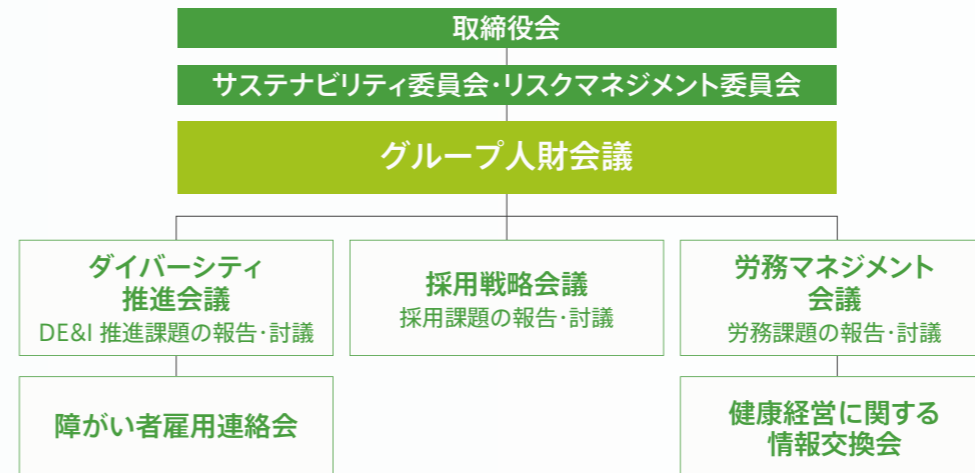 取締役会
サステナビリティ委員会・リスクマネジメント委員会
グループ人財会議
ダイバーシティ
推進会議
DE&I 推進課題の報告・討議
採用戦略会議
採用課題の報告・討議
労務マネジメント
会議
労務課題の報告・討議
障がい者雇用連絡会
健康経営に関する
情報交換会